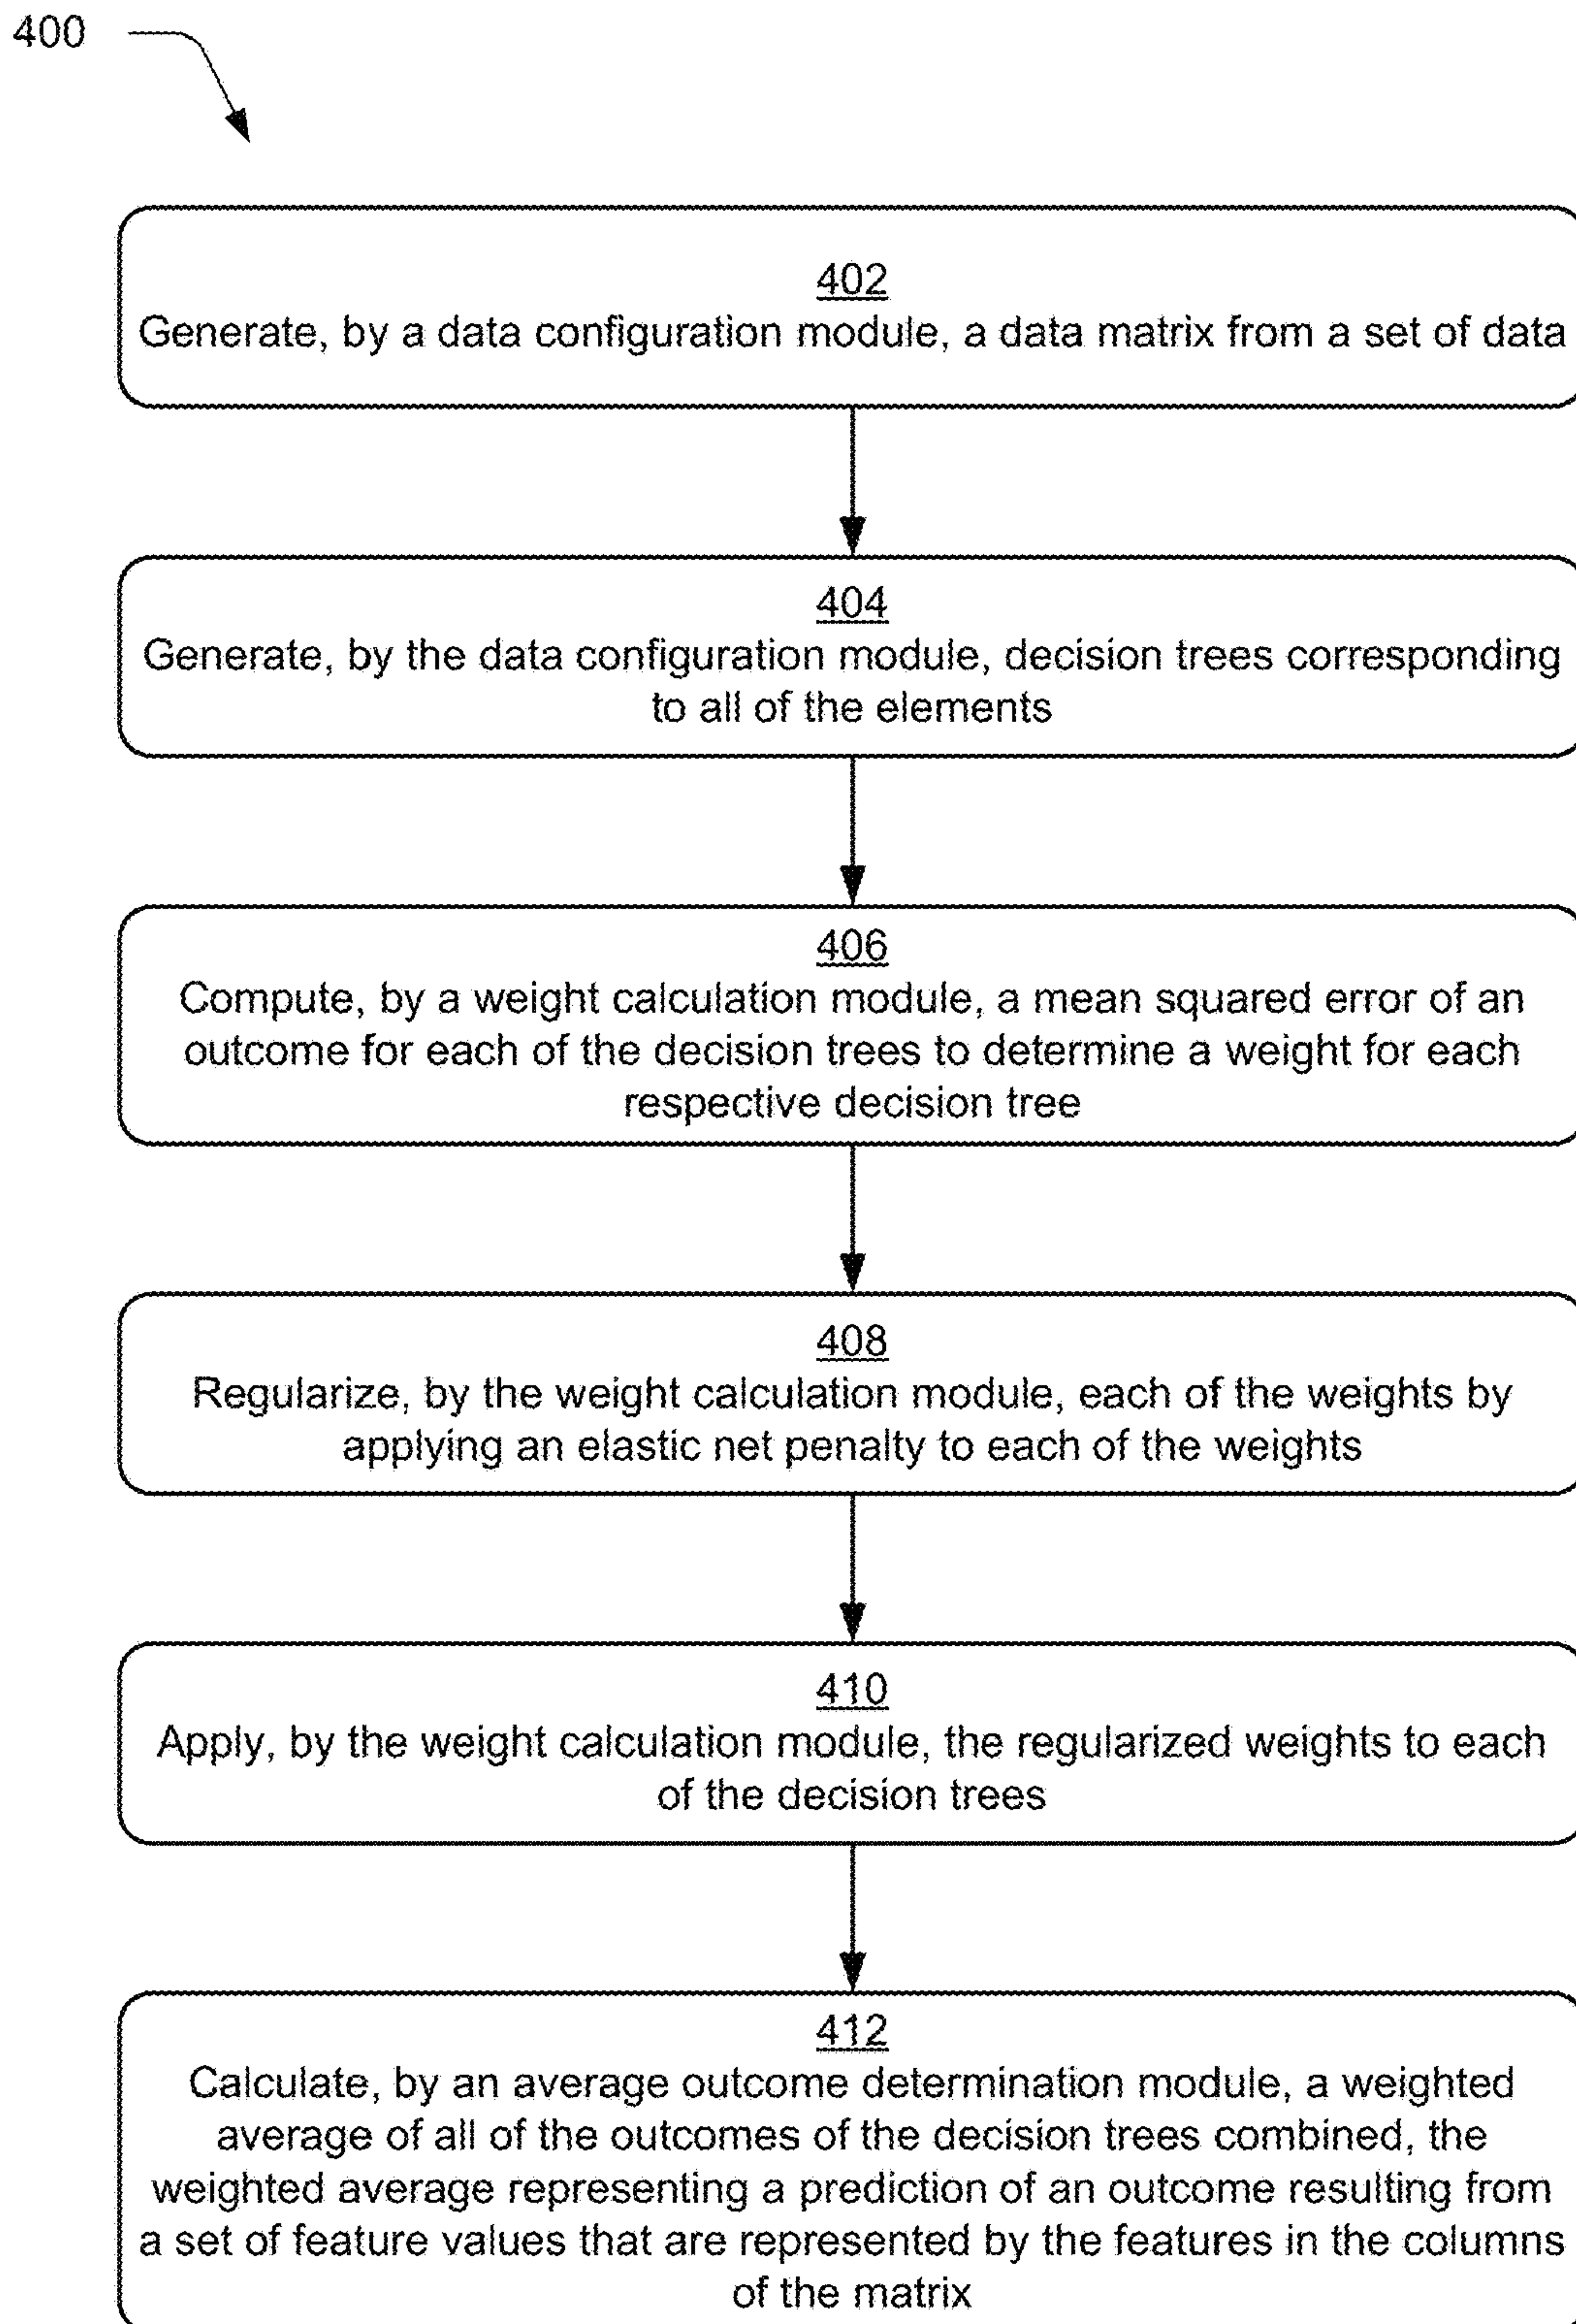 400
402
Generate, by a data configuration module, a data matrix from a set of data
404
Generate, by the data configuration module, decision trees corresponding
to all of the elements
406
Compute, by a weight calculation module, a mean squared error of an
outcome for each of the decision trees to determine a weight for each
respective decision tree
408
Regularize, by the weight calculation module, each of the weights by
applying an elastic net penalty to each of the weights
410
Apply, by the weight calculation module, the regularized weights to each
of the decision trees
412
Calculate, by an average outcome determination module, a weighted
average of all of the outcomes of the decision trees combined, the
weighted average representing a prediction of an outcome resulting from
a set of feature values that are represented by the features in the columns
of the matrix